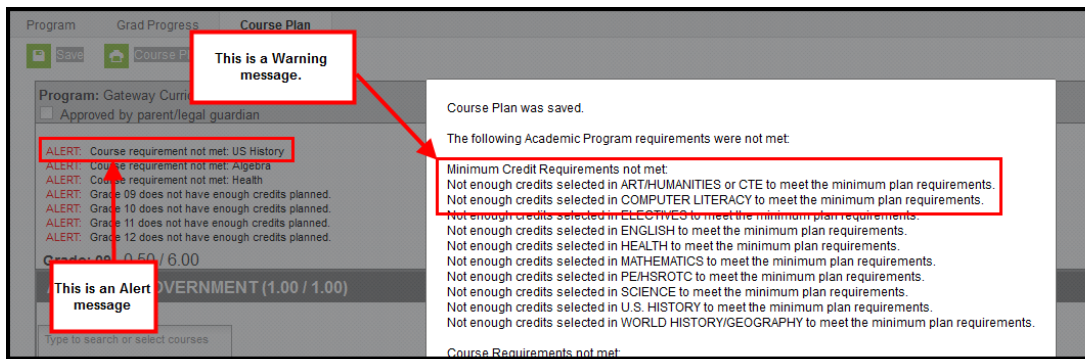 Program Grad Progress Course Plan
Save Course P
This is a Warning
message.
Program: Gateway Curri
Approved by parent/legal guardian
ALERT: Course requirement not met: US History
ALERT: Course requirement not met: Algebra
ALERT: Course requirement not met: Health
ALERT: Grade 09 does not have enough credits planned.
ALERT: Grade 10 does not have enough credits planned.
ALERT: Grade 11 does not have enough credits planned.
ALERT: Grade 12 does not have enough credits planned.
Grade: 09 0.50 / 6.00
VERNMENT (1.00 / 1.00)
This is an Alert
message
Type to search or select courses
Course Plan was saved.
The following Academic Program requirements were not met:
Minimum Credit Requirements not met:
Not enough credits selected in ART/HUMANITIES or CTE to meet the minimum plan requirements.
Not enough credits selected in COMPUTER LITERACY to meet the minimum plan requirements.
Not enough credits selected in ELECTIVES to meet the minimum plan requirements.
Not enough credits selected in ENGLISH to meet the minimum plan requirements.
Not enough credits selected in HEALTH to meet the minimum plan requirements.
Not enough credits selected in MATHEMATICS to meet the minimum plan requirements.
Not enough credits selected in PE/HSROTC to meet the minimum plan requirements.
Not enough credits selected in SCIENCE to meet the minimum plan requirements.
Not enough credits selected in U.S. HISTORY to meet the minimum plan requirements.
Not enough credits selected in WORLD HISTORY/GEOGRAPHY to meet the minimum plan requirements.
Course Requirements not met: